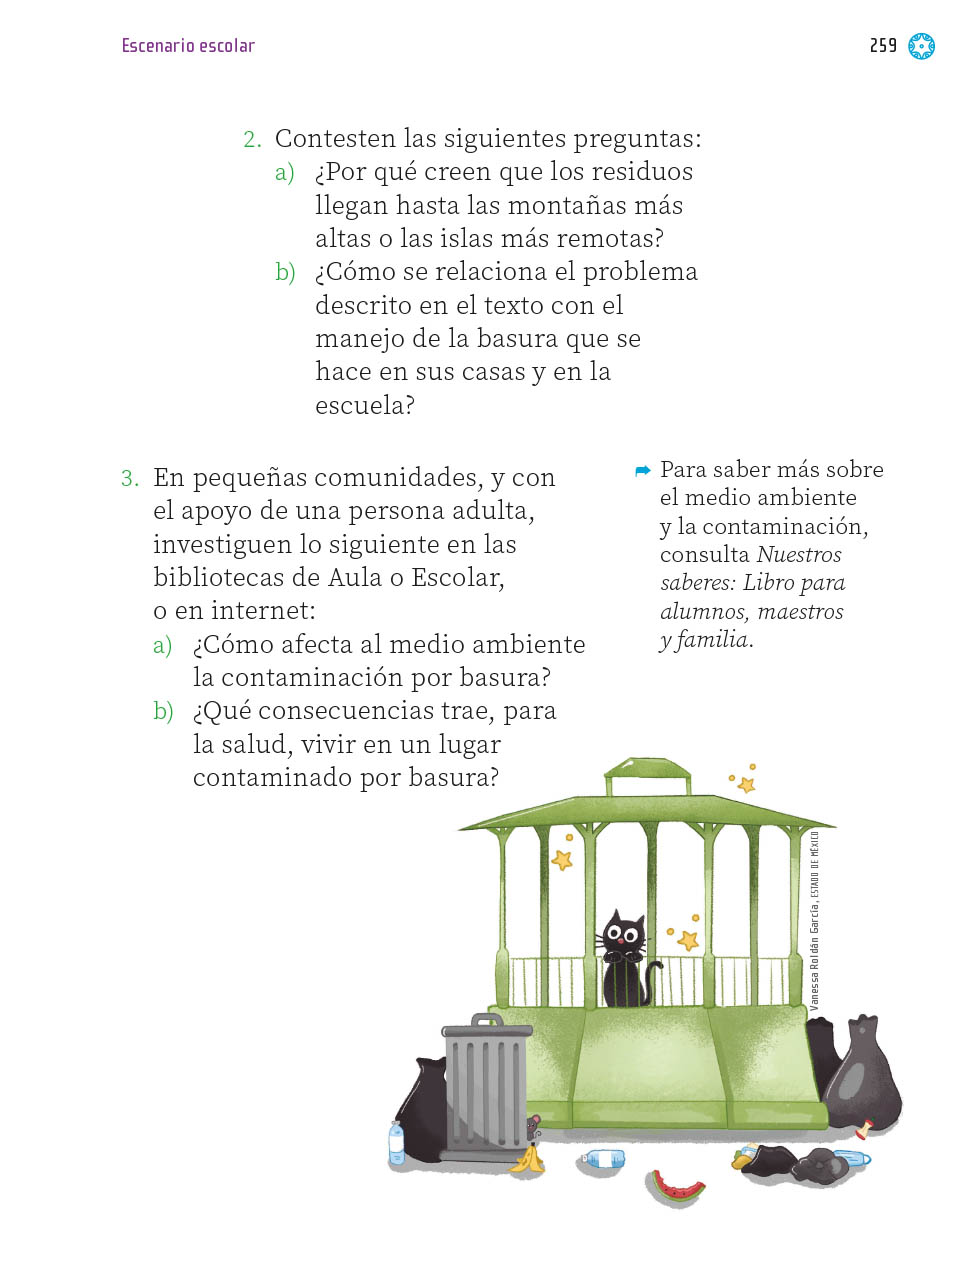 Escenario escolar
259
2. Contesten las siguientes preguntas:
a) ¿Por qué creen que los residuos
llegan hasta las montañas más
altas o las islas más remotas?
b) ¿Cómo se relaciona el problema
descrito en el texto con el
manejo de la basura que se
hace en sus casas y en la
escuela?
3. En pequeñas comunidades, y con
el apoyo de una persona adulta,
investiguen lo siguiente en las
bibliotecas de Aula o Escolar,
o en internet:
a) ¿Cómo afecta al medio ambiente
la contaminación por basura?
b) ¿Qué consecuencias trae, para
la salud, vivir en un lugar
contaminado por basura?
Para saber más sobre
el medio ambiente
y la contaminación,
consulta Nuestros
saberes: Libro para
alumnos, maestros
y familia.
Vanessa Roldán García, ESTADO DE MÉXICO